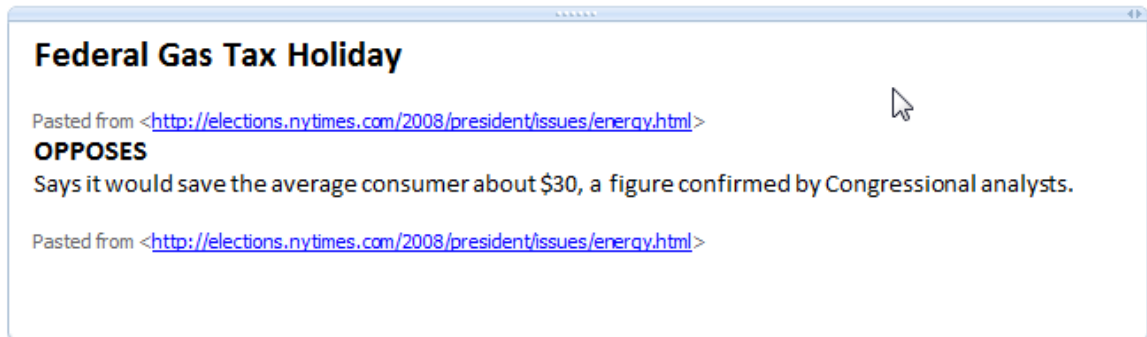 Federal Gas Tax Holiday
Pasted from <http://elections.nytimes.com/2008/president/issues/energy.html>
OPPOSES
Says it would save the average consumer about $30, a figure confirmed by Congressional analysts.
Pasted from <http://elections.nytimes.com/2008/president/issues/energy.html>